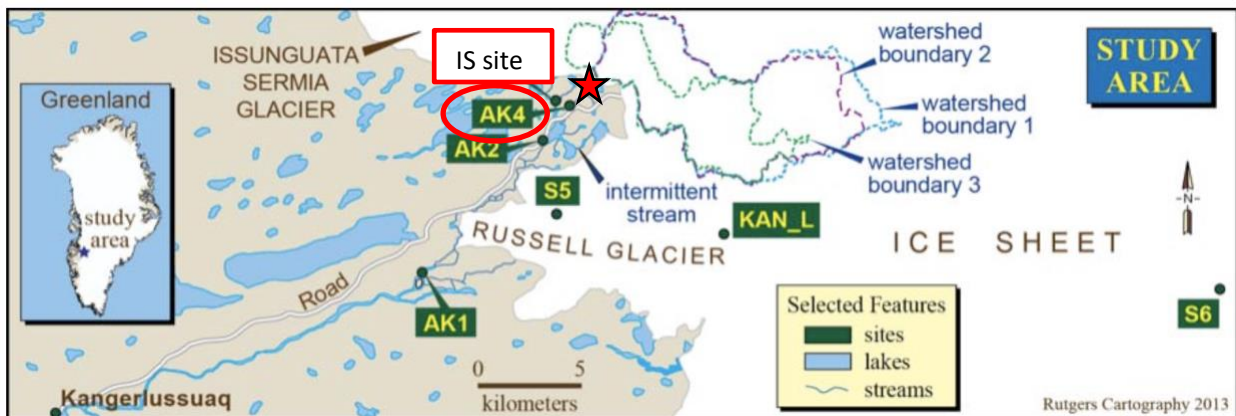 ISSUNGUATA
SERMIA
GLACIER
IS site
AK4
AK2
watershed
boundary 2
watershed
boundary 1
watershed
boundary 3
STUDY
AREA
Greenland
study
area
S5
intermittent
stream
KAN_L
-N-
RUSSELL GLACIER
ICE SHEET
Road
AK1
S6
Selected Features
sites
lakes
streams
0 5
kilometers
Kangerlussuaq
Rutgers Cartography 2013